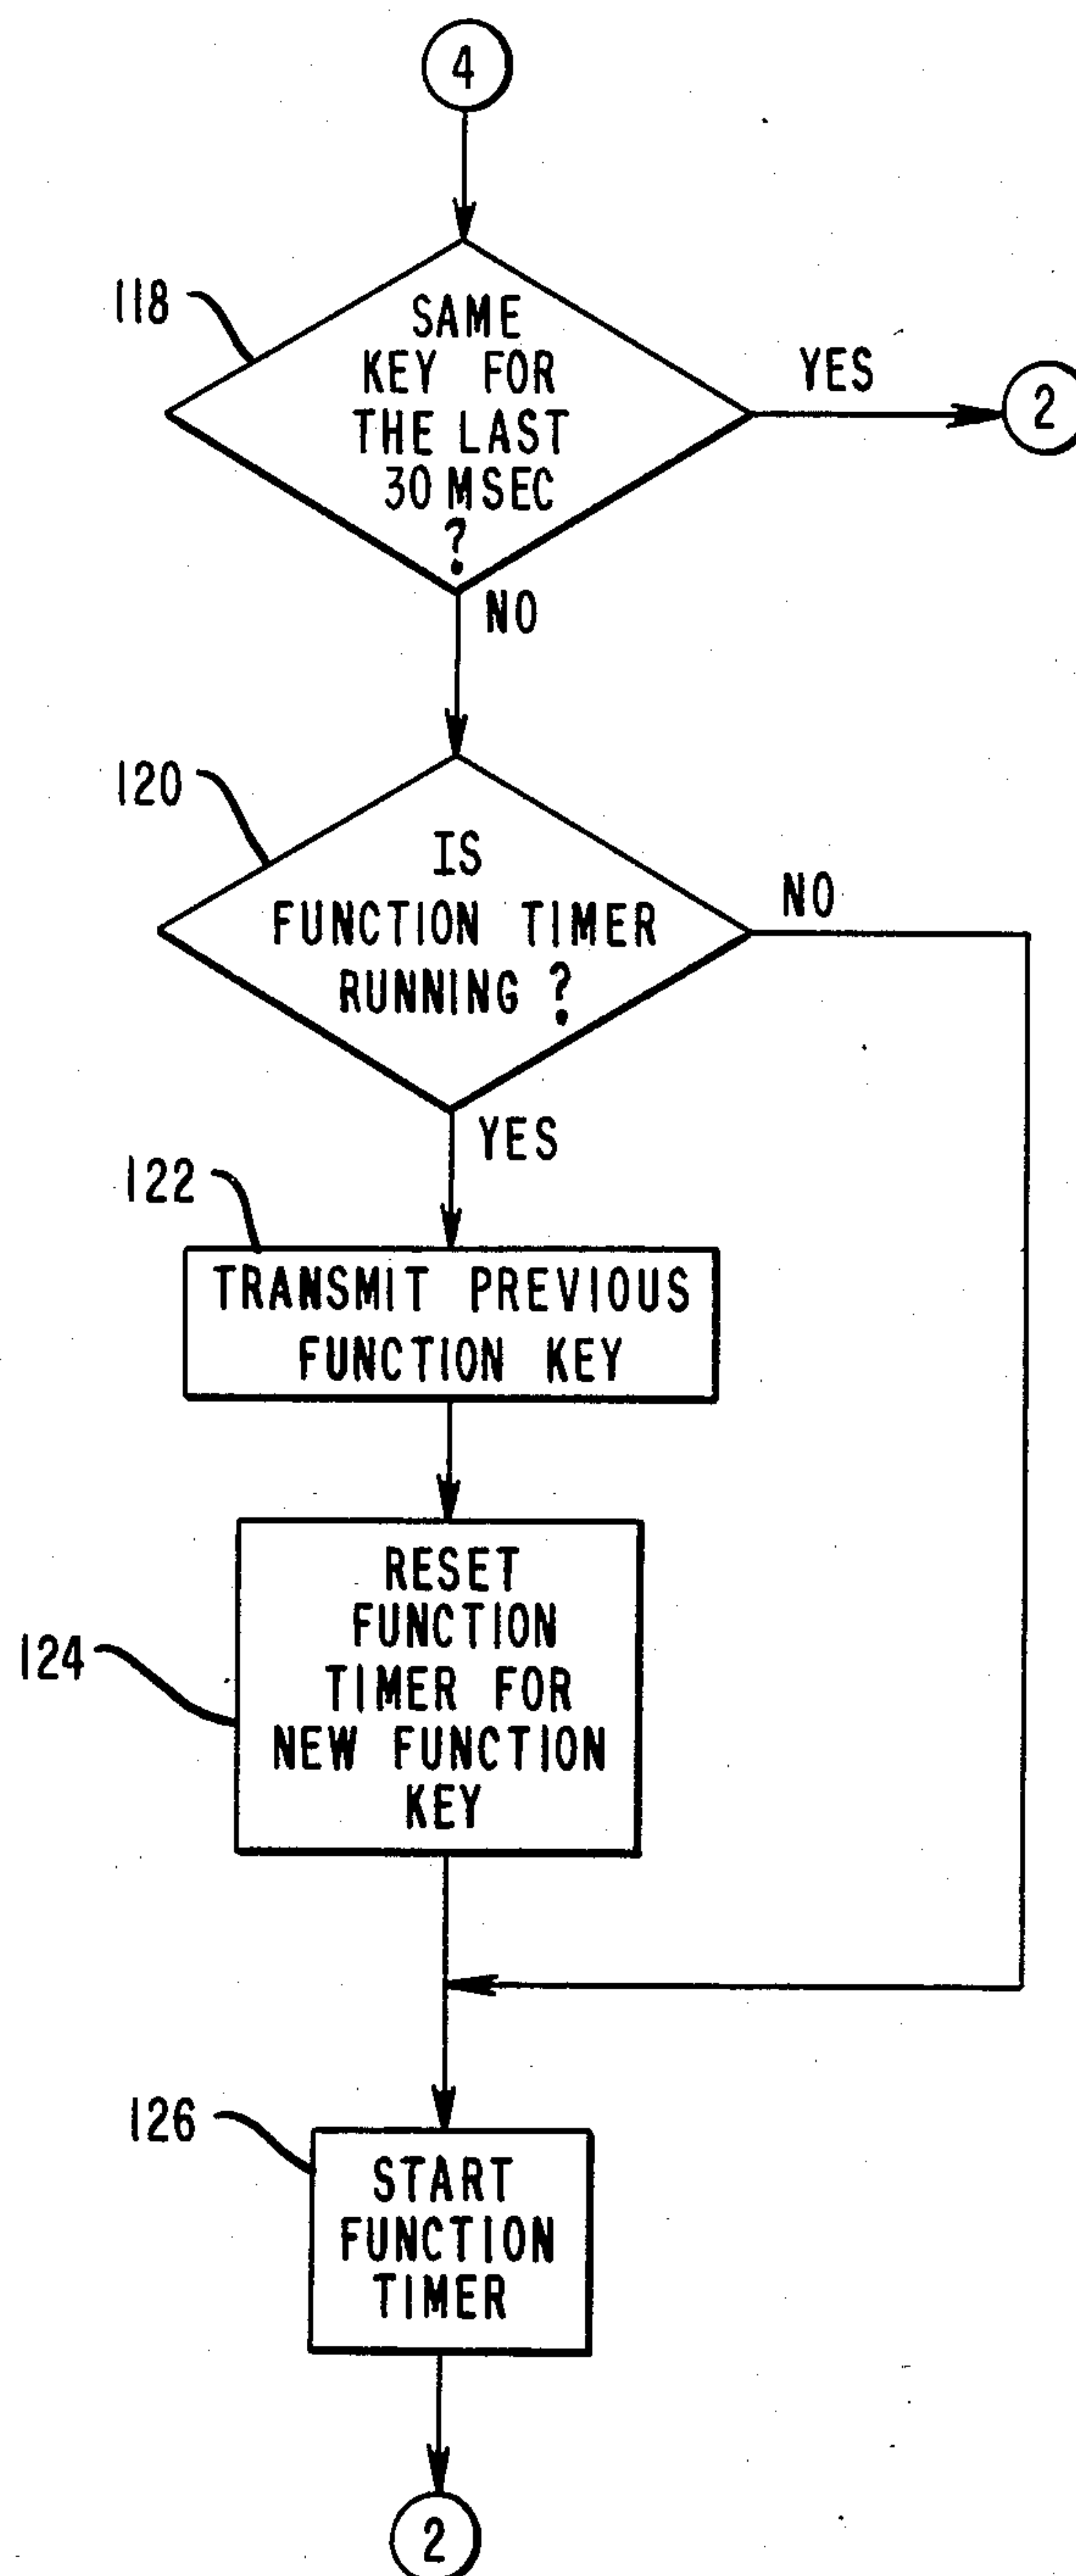 4
118
SAME
KEY FOR
THE LAST
30 MSEC
?
YES
2
NO
120
IS
FUNCTION TIMER
RUNNING ?
NO
YES
122
TRANSMIT PREVIOUS
FUNCTION KEY
124
RESET
FUNCTION
TIMER FOR
NEW FUNCTION
KEY
126
START
FUNCTION
TIMER
2